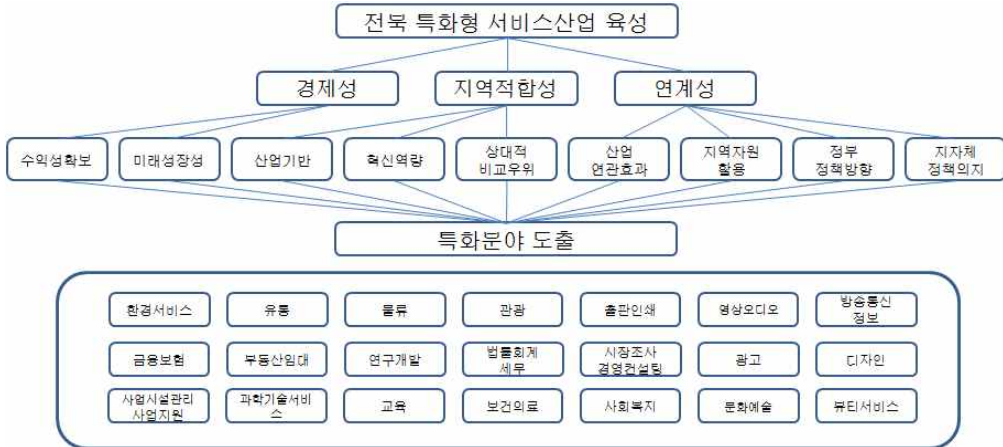 전북 특화형 서비스산업 육성
경제성
지역적합성
연계성
수익성확보
미래성장성
산업기반
혁신역량
상대적
비교우위
산업
연관효과
지역자원
활용
정부
정책방향
지자체
정책의지
특화분야 도출
환경서비스
유통
물류
관광
출판인쇄
영상오디오
방송통신
정보
금융보험
부동산임대
연구개발
법률회계
세무
시장조사
경영컨설팅
광고
디자인
사업시설관리
사업지원
과학기술서비
스
교육
보건의료
사회복지
문화예술
뷰티서비스